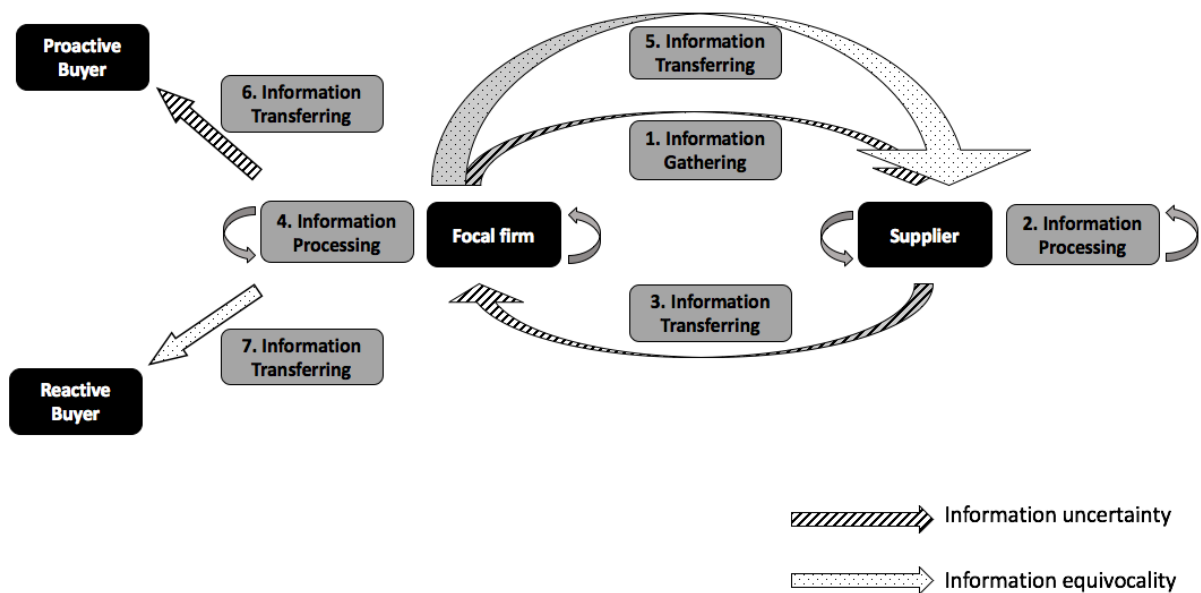 Proactive
Buyer
6. Information
Transferring
5. Information
Transferring
1. Information
Gathering
4. Information
Processing
Focal firm
Supplier
2. Information
Processing
3. Information
Transferring
7. Information
Transferring
Reactive
Buyer
Information uncertainty
Information equivocality